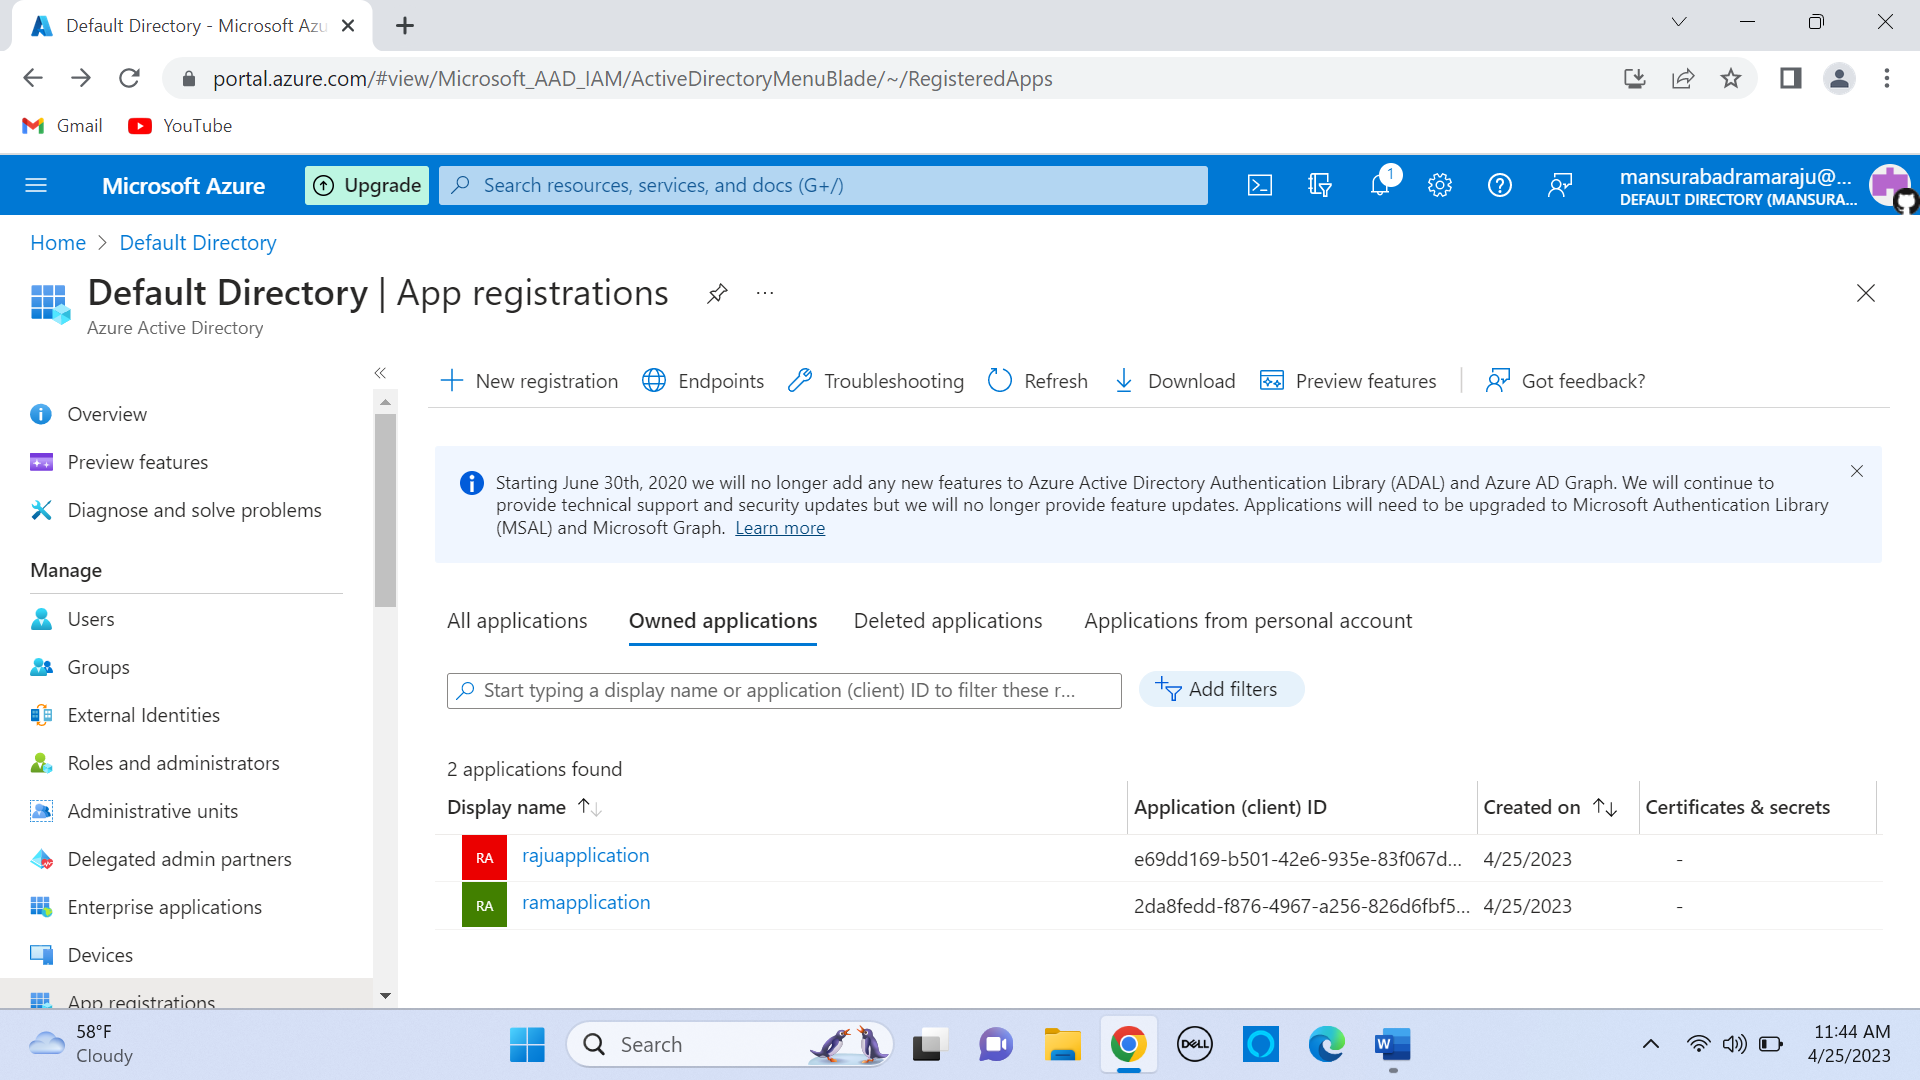 Default Directory - Microsoft Azu
portal.azure.com/#view/Microsoft_AAD_IAM/ActiveDirectoryMenuBlade/~/RegisteredApps
Gmail
YouTube
Microsoft Azure
Upgrade
Search resources, services, and docs (G+/)
1
mansurabadramaraju@...
DEFAULT DIRECTORY (MANSURA...
Home > Default Directory
Default Directory | App registrations
...
Azure Active Directory
Overview
Preview features
Diagnose and solve problems
Manage
Users
Groups
External Identities
Roles and administrators
Administrative units
Delegated admin partners
Enterprise applications
Devices
App registrations
New registration
Endpoints
Troubleshooting
Refresh
Download
Preview features
Got feedback?
Starting June 30th, 2020 we will no longer add any new features to Azure Active Directory Authentication Library (ADAL) and Azure AD Graph. We will continue to
provide technical support and security updates but we will no longer provide feature updates. Applications will need to be upgraded to Microsoft Authentication Library
(MSAL) and Microsoft Graph. Learn more
All applications
Owned applications
Deleted applications
Applications from personal account
Start typing a display name or application (client) ID to filter these r...
Add filters
2 applications found
Display name
Application (client) ID
Created on
Certificates & secrets
RA rajuapplication e69dd169-b501-42e6-935e-83f067d... 4/25/2023 -
RA ramapplication 2da8fedd-f876-4967-a256-826d6fbf5... 4/25/2023 -
58°F
Cloudy
Search
DELL
W
11:44 AM
4/25/2023